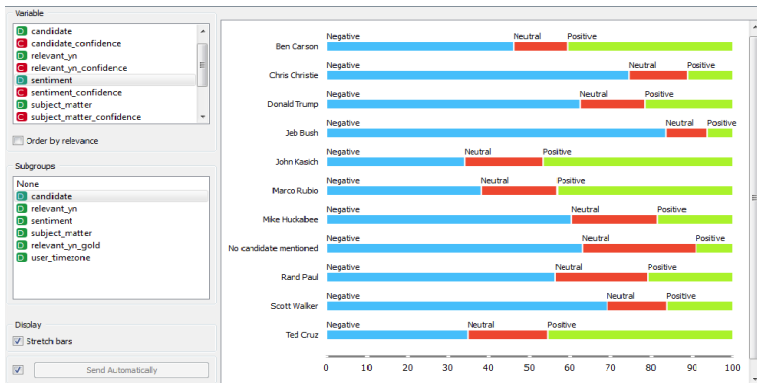 Variable
candidate
candidate_confidence
relevant_yn
relevant_yn_confidence
sentiment
sentiment_confidence
subject_matter
subject_matter_confidence
Order by relevance
Subgroups
None
candidate
relevant_yn
sentiment
subject_matter
relevant_yn_gold
user_timezone
Display
Stretch bars
Send Automatically
Negative Neutral Positive
Ben Carson
Negative Neutral Positive
Chris Christie
Negative Neutral Positive
Donald Trump
Negative Neutral Positive
Jeb Bush
Negative Neutral Positive
John Kasich
Negative Neutral Positive
Marco Rubio
Negative Neutral Positive
Mike Huckabee
Negative Neutral Positive
No candidate mentioned
Negative Neutral Positive
Rand Paul
Negative Neutral Positive
Scott Walker
Negative Neutral Positive
Ted Cruz
0 10 20 30 40 50 60 70 80 90 100